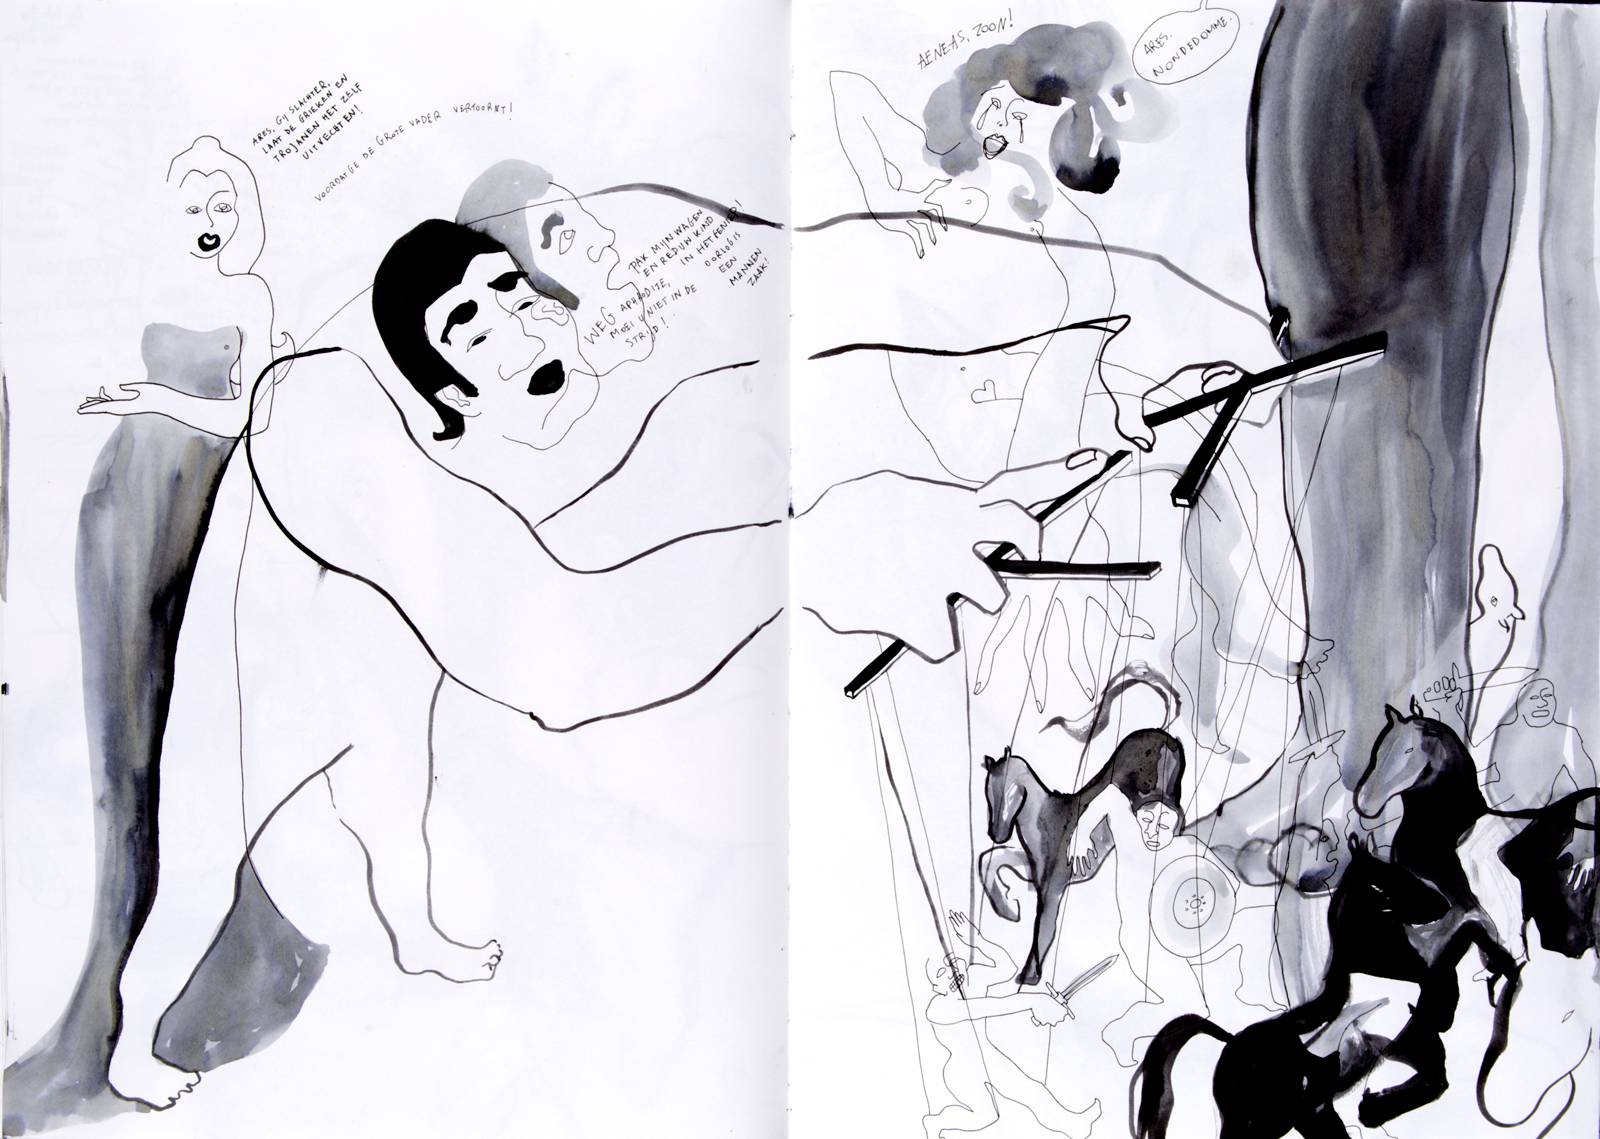 ARES, GIJ SLACHTER,
LAAT DE GRIEKEN EN
TROJANEN HET ZELF
UITVECHTEN!
VOORDAT GE DE GROTE VADER VERTOORNT!
PAK MIJN WAGEN
EN RED UW KIND
WEG APHRODITE, IN HET GENIEP!
MOEI U NIET IN DE
STRIJD!
OORLOG IS
EEN
MANNEN
ZAAK!
AENEAS, ZOON!
ARES.
NONDEDOMME.